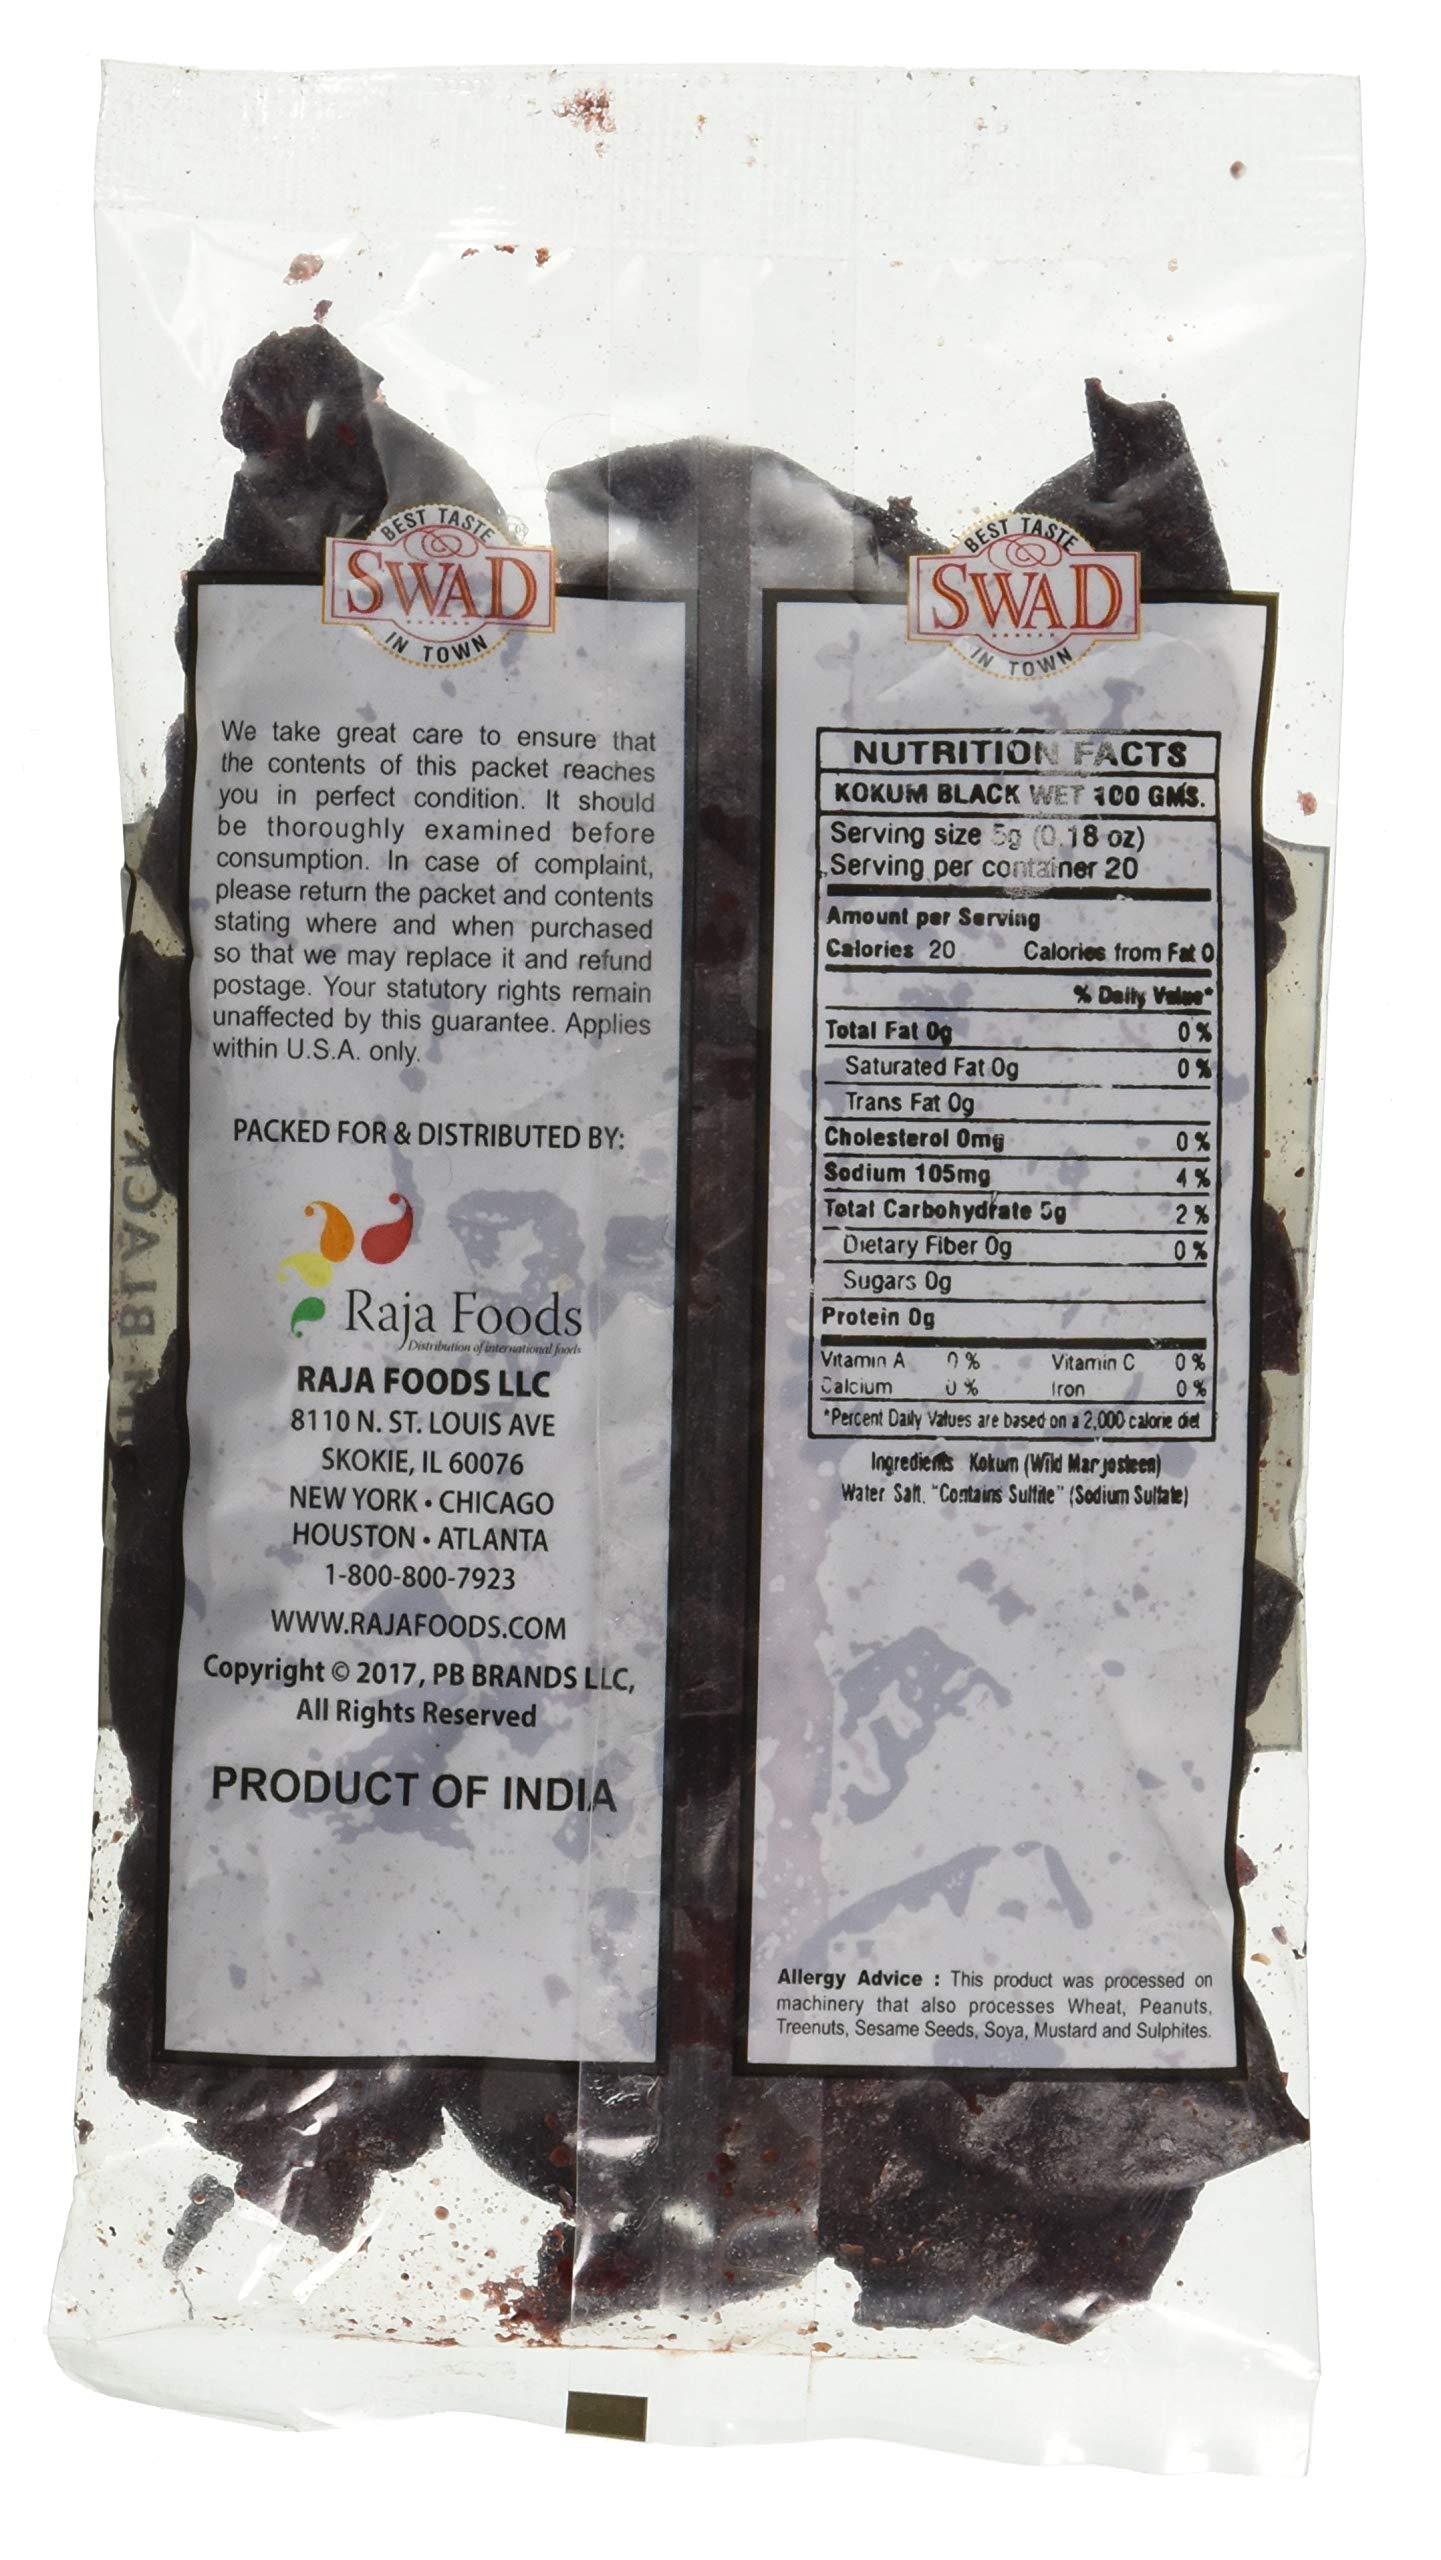 BEST TASTE
SWAD
IN TOWN
We take great care to ensure that
the contents of this packet reaches
you in perfect condition. It should
be thoroughly examined before
consumption. In case of complaint,
please return the packet and contents
stating where and when purchased
so that we may replace it and refund
postage. Your statutory rights remain
unaffected by this guarantee. Applies
within U.S.A. only.
PACKED FOR & DISTRIBUTED BY:
Raja Foods
Distribution of international foods
RAJA FOODS LLC
8110 N. ST. LOUIS AVE
SKOKIE, IL 60076
NEW YORK • CHICAGO
HOUSTON • ATLANTA
1-800-800-7923
WWW.RAJAFOODS.COM
Copyright © 2017, PB BRANDS LLC,
All Rights Reserved
PRODUCT OF INDIA
BEST TASTE
SWAD
IN TOWN
NUTRITION FACTS
KOKUM BLACK WET 100 GMS.
Serving size 5g (0.18 oz)
Serving per container 20
Amount per Serving
Calories 20 Calories from Fat 0
% Daily Value*
Total Fat 0g 0 %
Saturated Fat 0g 0 %
Trans Fat 0g
Cholesterol 0mg 0 %
Sodium 105mg 4 %
Total Carbohydrate 5g 2 %
Dietary Fiber 0g 0 %
Sugars 0g
Protein 0g
Vitamin A 0 % Vitamin C 0 %
Calcium 0 % Iron 0 %
*Percent Daily Values are based on a 2,000 calorie diet
Ingredients Kokum (Wild Mangosteen)
Water Salt. "Contains Sulfite" (Sodium Sulfate)
Allergy Advice : This product was processed on
machinery that also processes Wheat, Peanuts,
Treenuts, Sesame Seeds, Soya, Mustard and Sulphites.